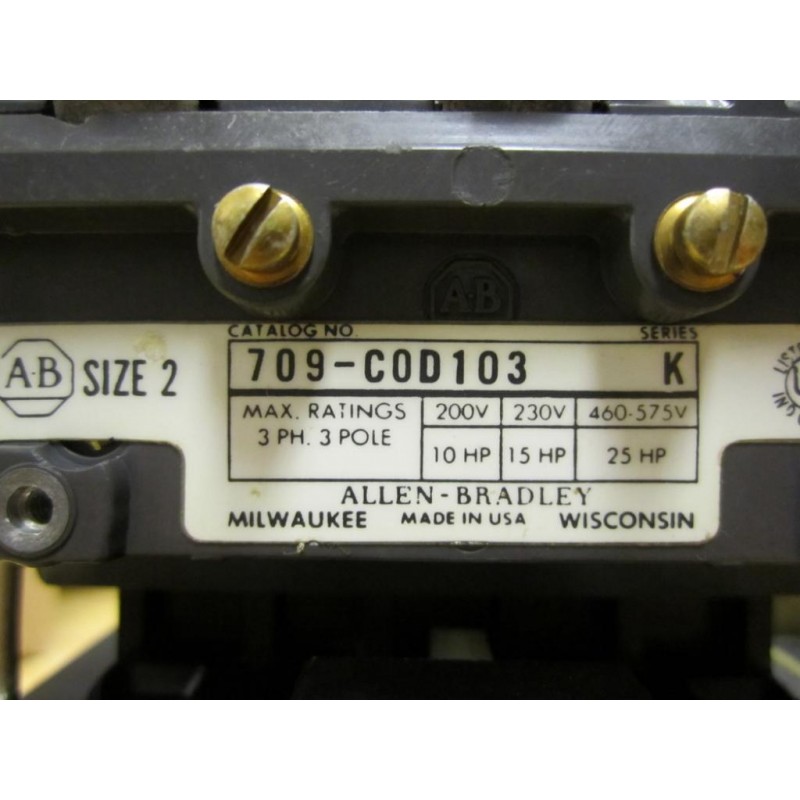 A-B
CATALOG NO. SERIES
A-B SIZE 2 709-COD103 K
MAX. RATINGS 200V 230V 460-575V
3 PH. 3 POLE 10 HP 15 HP 25 HP
ALLEN-BRADLEY
MILWAUKEE MADE IN USA WISCONSIN